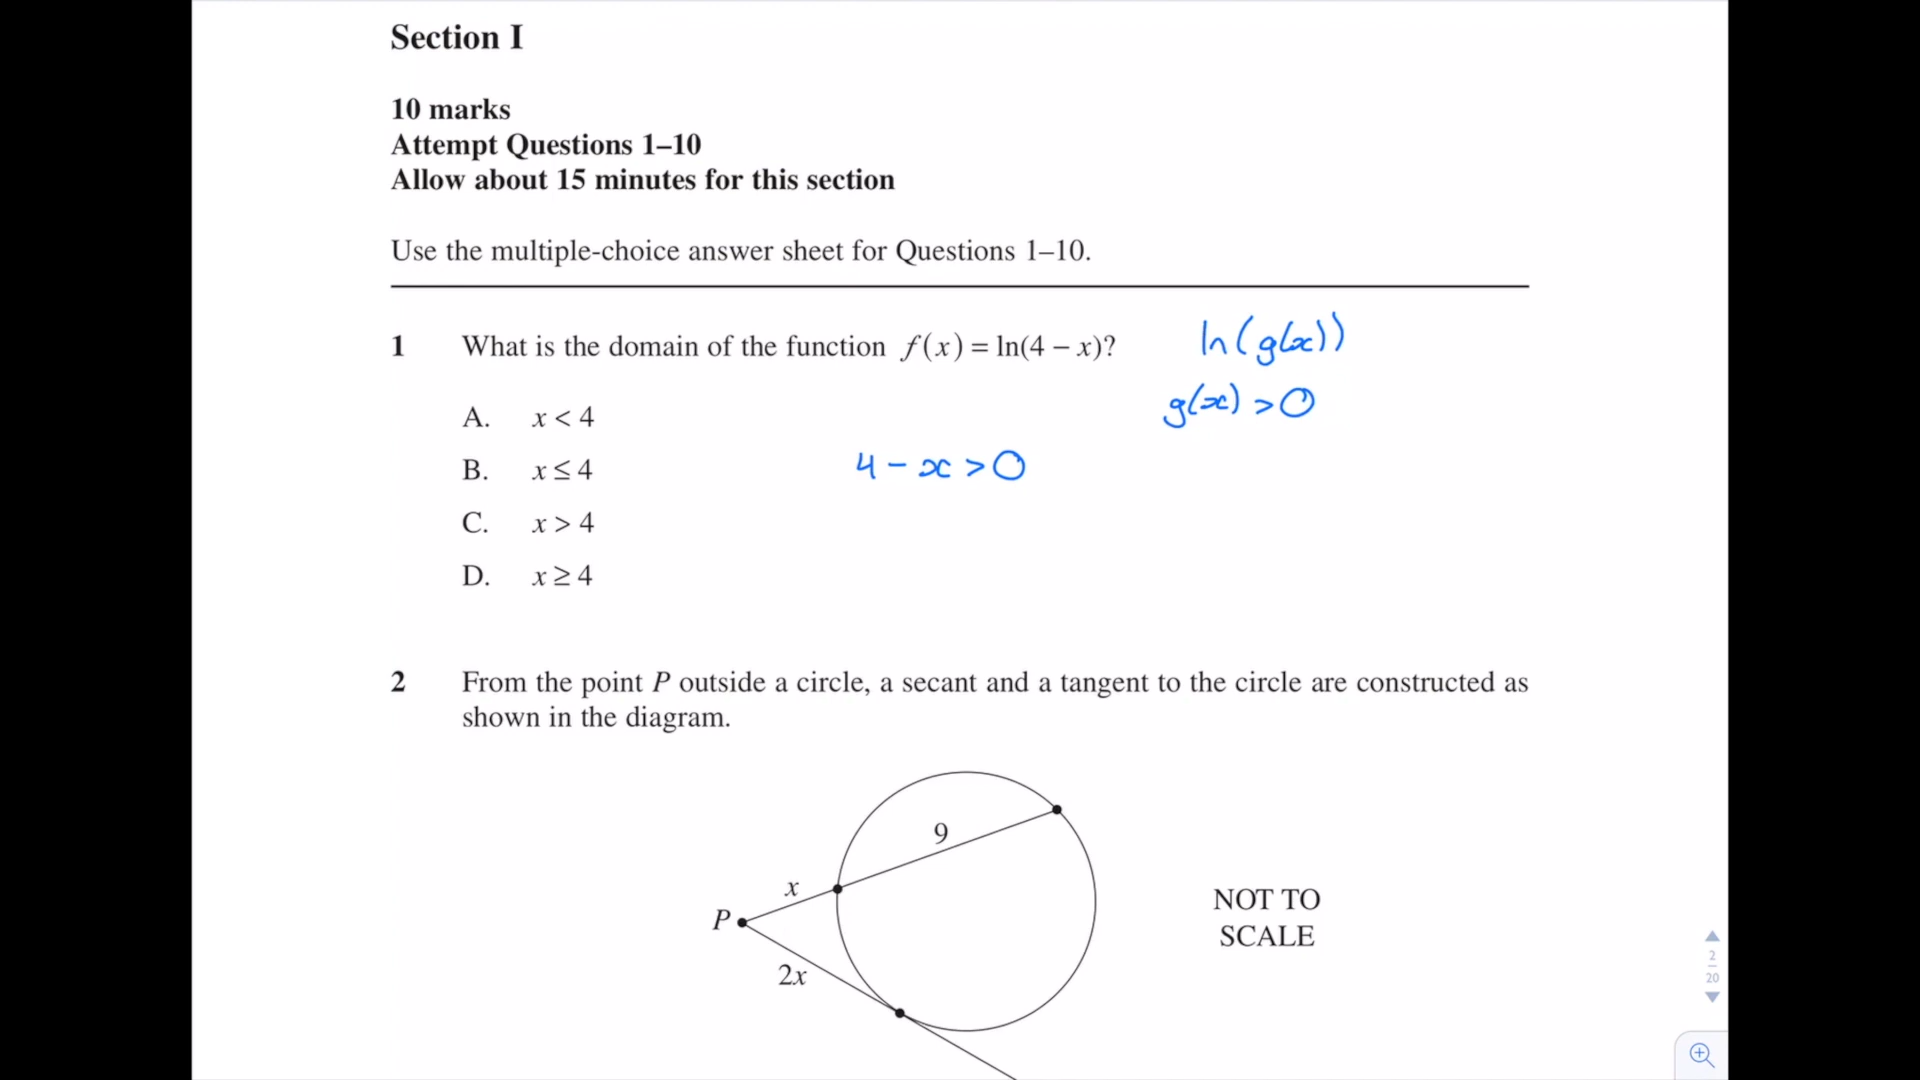 Section I
10 marks
Attempt Questions 1–10
Allow about 15 minutes for this section
Use the multiple-choice answer sheet for Questions 1–10.
1 What is the domain of the function f(x) = ln(4 – x)?
ln(g(x))
g(x) > 0
A. x < 4
4 - x > 0
B. x ≤ 4
C. x > 4
D. x ≥ 4
2 From the point P outside a circle, a secant and a tangent to the circle are constructed as
shown in the diagram.
9
x
P
2x
NOT TO
SCALE
2
20